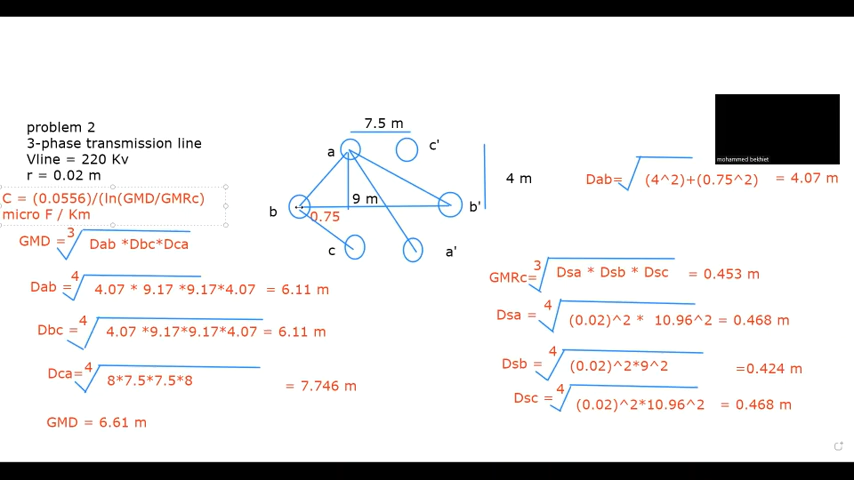 problem 2
3-phase transmission line
Vline = 220 Kv
r = 0.02 m
C = (0.0556)/(ln(GMD/GMRc)
micro F / Km
GMD = 3 Dab *Dbc*Dca
Dab = 4 4.07 * 9.17 *9.17*4.07 = 6.11 m
Dbc = 4 4.07 *9.17*9.17*4.07 = 6.11 m
Dca= 4 8*7.5*7.5*8 = 7.746 m
GMD = 6.61 m
7.5 m
a
c'
4 m
9 m
b
b'
0.75
c
a'
mohammed bekhiet
Dab= (4^2)+(0.75^2) = 4.07 m
GMRc= 3 Dsa * Dsb * Dsc = 0.453 m
Dsa = 4 (0.02)^2 * 10.96^2 = 0.468 m
Dsb = 4 (0.02)^2*9^2 =0.424 m
Dsc = 4 (0.02)^2*10.96^2 = 0.468 m